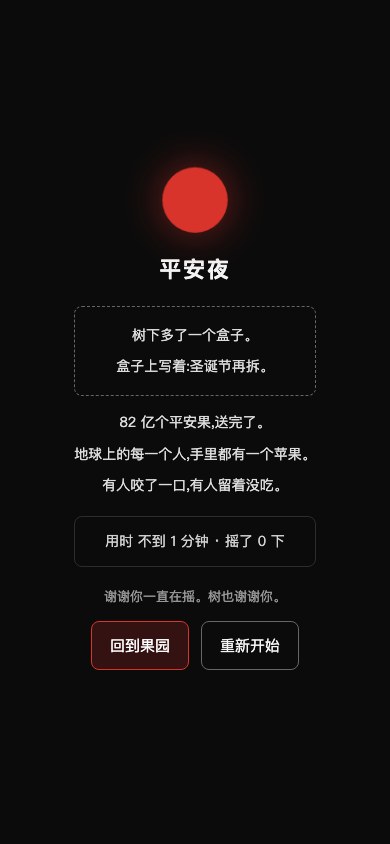 平安夜
树下多了一个盒子。
盒子上写着:圣诞节再拆。
82 亿个平安果,送完了。
地球上的每一个人,手里都有一个苹果。
有人咬了一口,有人留着没吃。
用时 不到 1 分钟 · 摇了 0 下
谢谢你一直在摇。树也谢谢你。
回到果园
重新开始